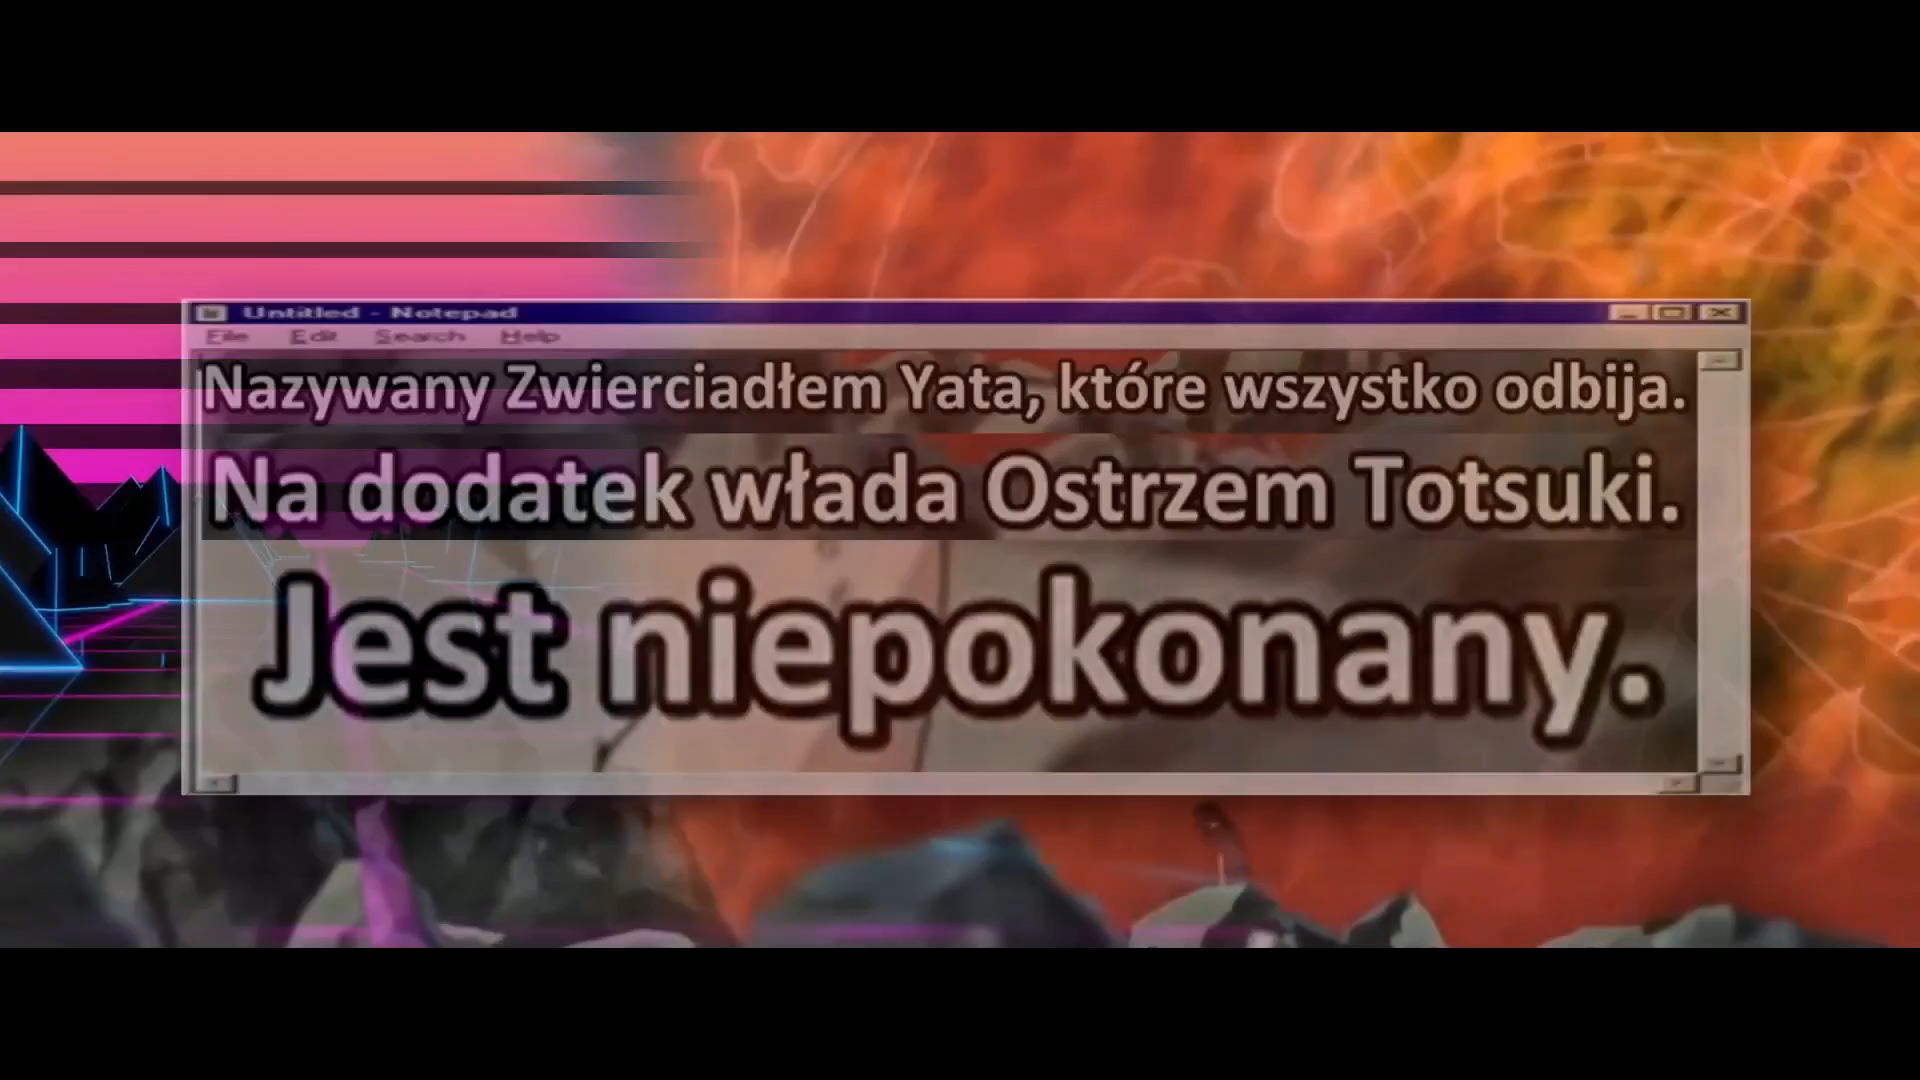 Untitled - Notepad
File Edit Search Help
Nazywany Zwierciadłem Yata, które wszystko odbija.
Na dodatek włada Ostrzem Totsuki.
Jest niepokonany.